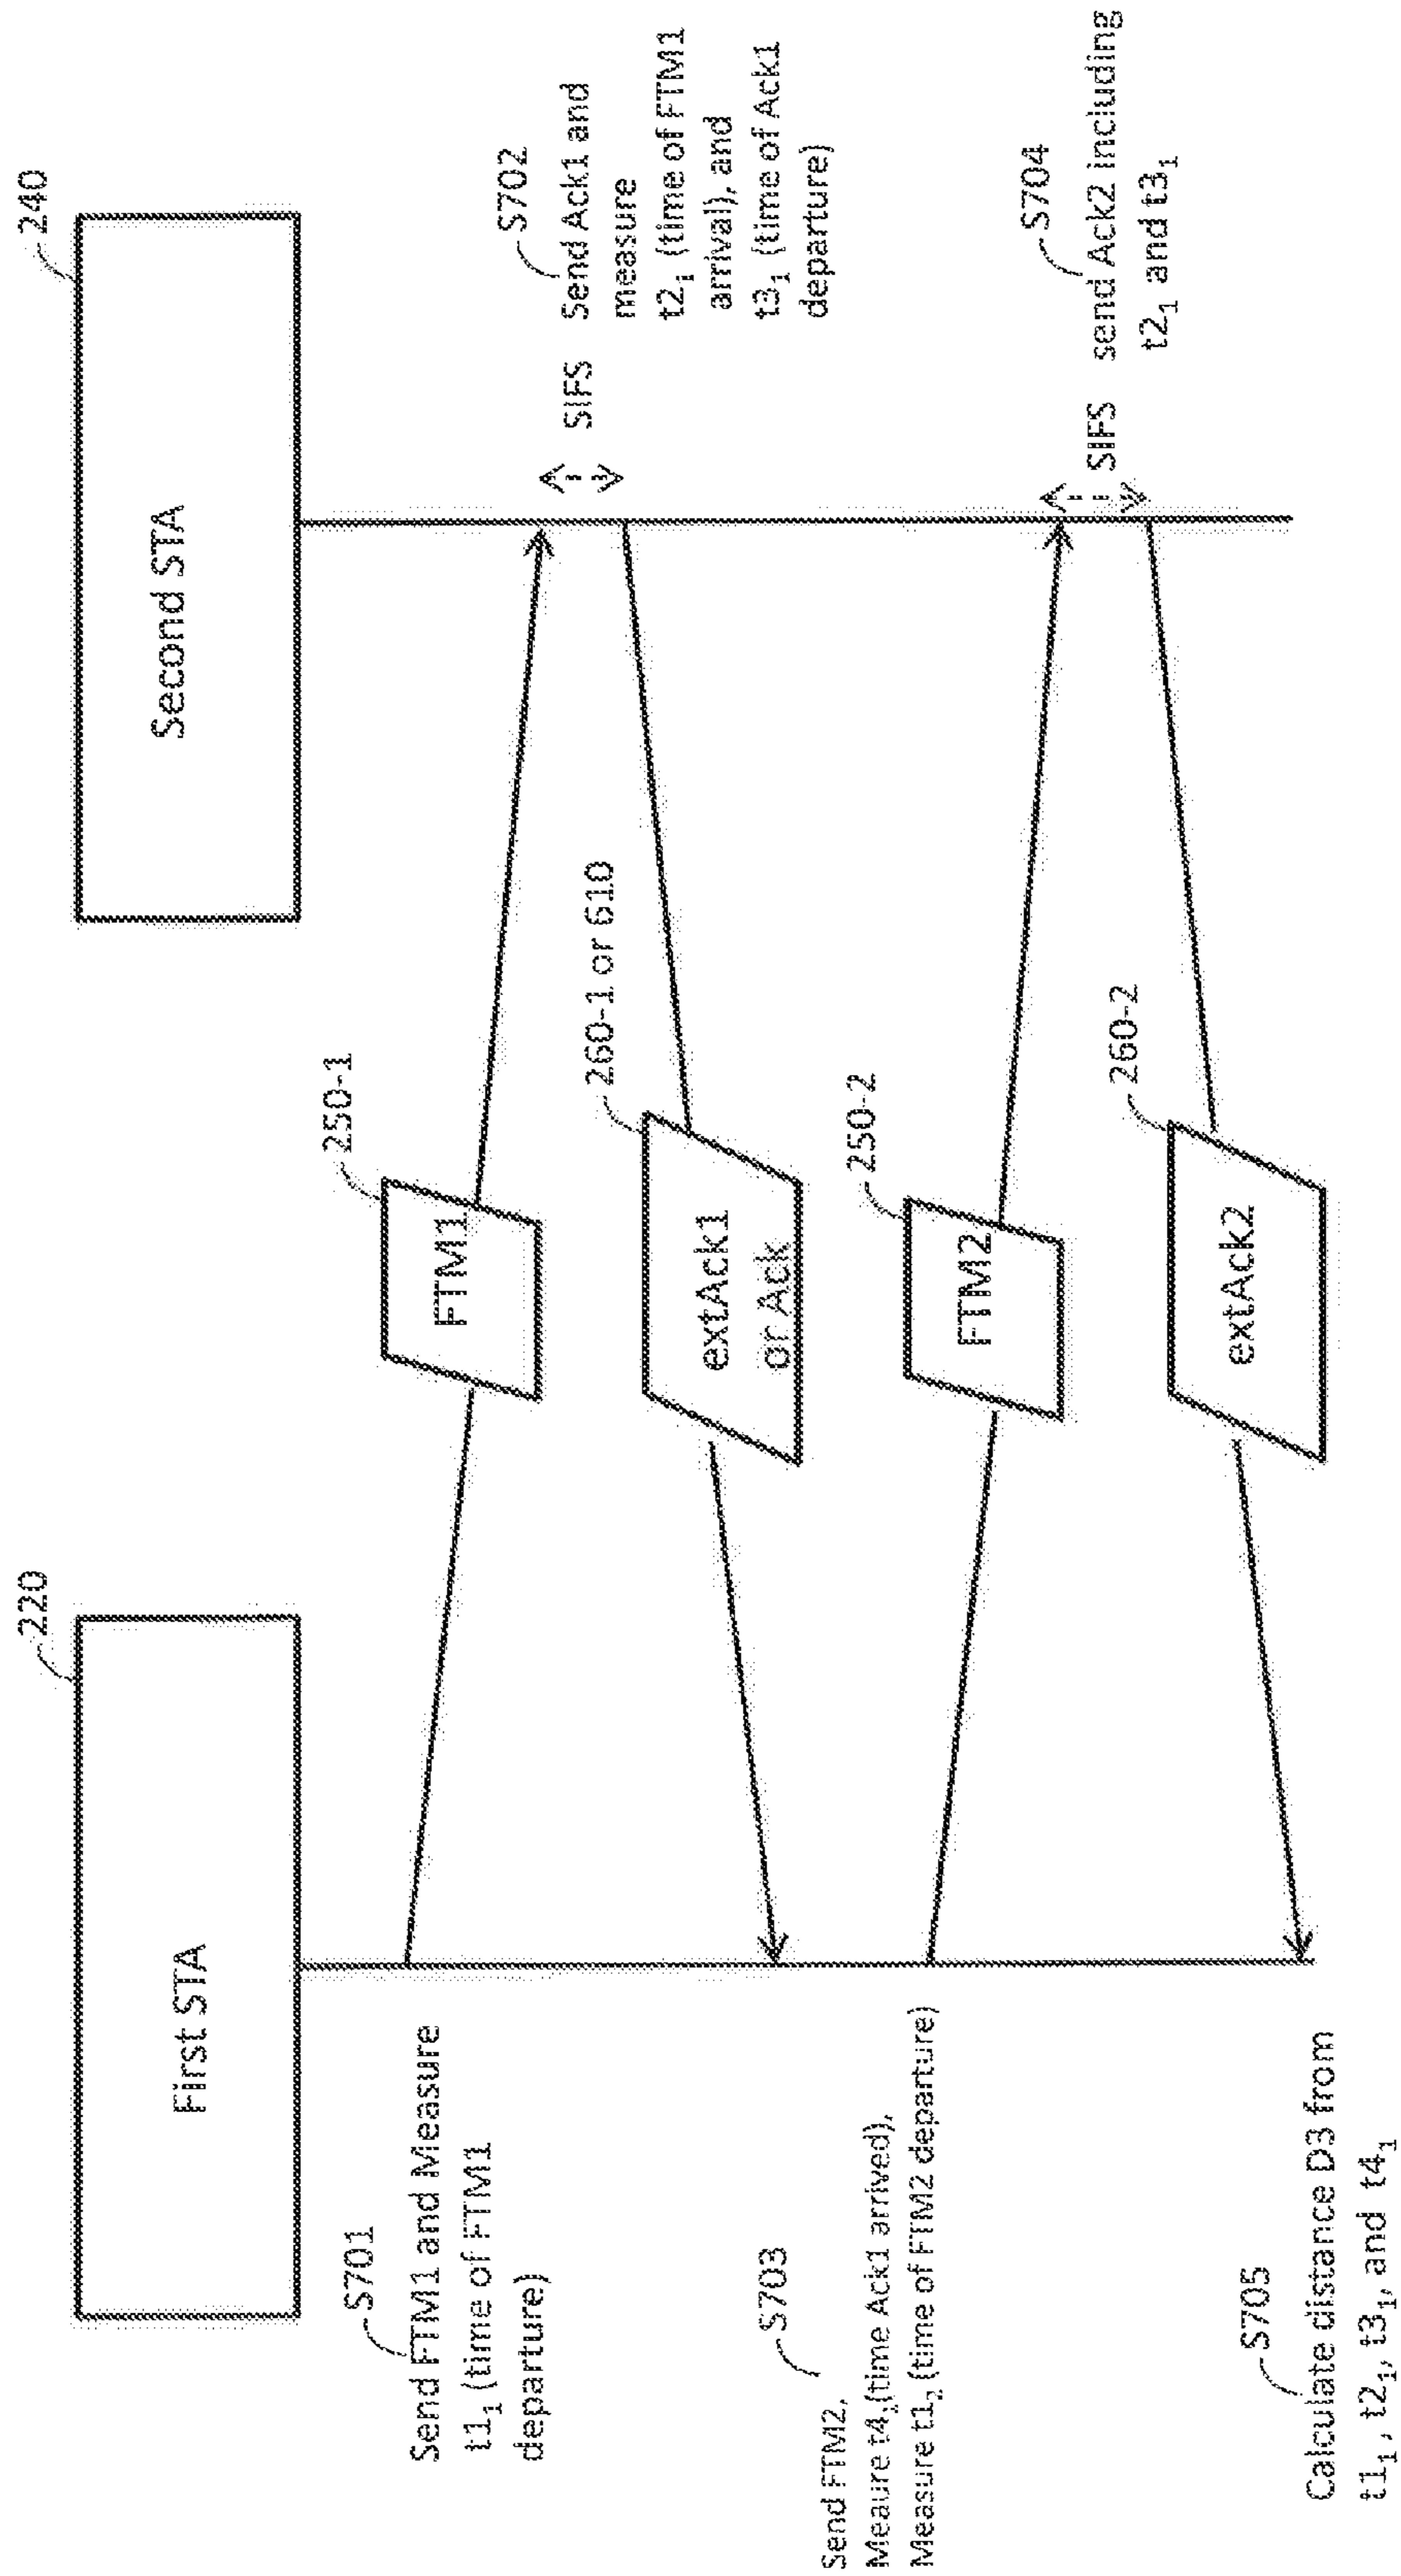 220
First STA
240
Second STA
S701
Send FTM1 and Measure
t1₁ (time of FTM1
departure)
250-1
FTM1
S702
SIFS
Send Ack1 and
measure
t2₁ (time of FTM1
arrival), and
t3₁ (time of Ack1
departure)
260-1 or 610
extAck1
or Ack
S703
Send FTM2,
Meaure t4₁(time Ack1 arrived),
Measure t1₂ (time of FTM2 departure)
250-2
FTM2
S704
SIFS
send Ack2 including
t2₁ and t3₁
260-2
extAck2
S705
Calculate distance D3 from
t1₁, t2₁, t3₁, and t4₁